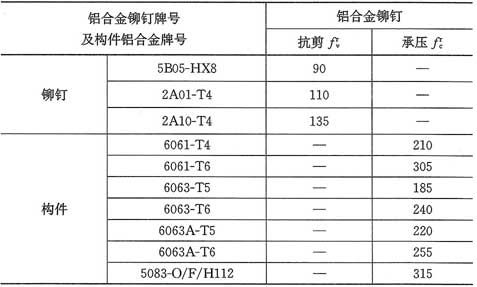 铝合金铆钉牌号
及构件铝合金牌号
铝合金铆钉
抗剪 fʳᵥ 承压 fʳ꜀
铆钉
5B05-HX8 90 —
2A01-T4 110 —
2A10-T4 135 —
构件
6061-T4 — 210
6061-T6 — 305
6063-T5 — 185
6063-T6 — 240
6063A-T5 — 220
6063A-T6 — 255
5083-O/F/H112 — 315